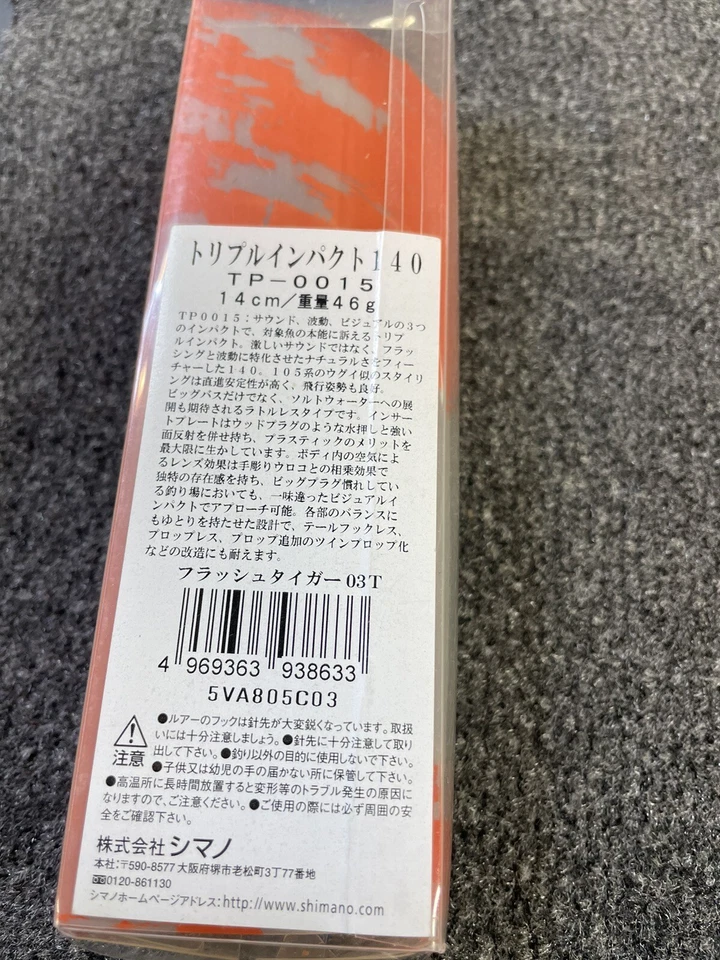 トリプルインパクト140
TP-0015
14cm/重量46g
TP0015；サウンド、波動、ビジュアルの3つ
のインパクトで、対象魚の本能に訴えるトリプ
ルインパクト。激しいサウンドではなく、フラッ
シングと波動に特化させたナチュラルさをフィー
チャーした140。105系のウグイ似のスタイリ
ングは直進安定性が高く、飛行姿勢も良好。
ビッグバスだけでなく、ソルトウォーターへの展
開も期待されるラトルレスタイプです。インサー
トプレートはウッドプラグのような水押しと強い
面反射を併せ持ち、プラスティックのメリットを
最大限に生かしています。ボディ内の空気によ
るレンズ効果は手彫りウロコとの相乗効果で
独特の存在感を持ち、ビッグプラグ慣れしてい
る釣り場においても、一味違ったビジュアルイ
ンパクトでアプローチ可能。各部のバランスに
もゆとりを持たせた設計で、テールフックレス、
プロップレス、プロップ追加のツインプロップ化
などの改造にも耐えます。
フラッシュタイガー03T
4 969363 938633
5VA805C03
注意
●ルアーのフックは針先が大変鋭くなっています。取扱
いには十分注意しましょう。●針先に十分注意して取り
出して下さい。●釣り以外の目的に使用しないで下さい。
●子供又は幼児の手の届かない所に保管して下さい。
●高温所に長時間放置すると変形等のトラブル発生の原因に
なりますので、ご注意ください。●ご使用の際には必ず周囲の安
全をご確認下さい。
株式会社シマノ
本社:〒590-8577 大阪府堺市老松町3丁77番地
0120-861130
シマノホームページアドレス:http://www.shimano.com